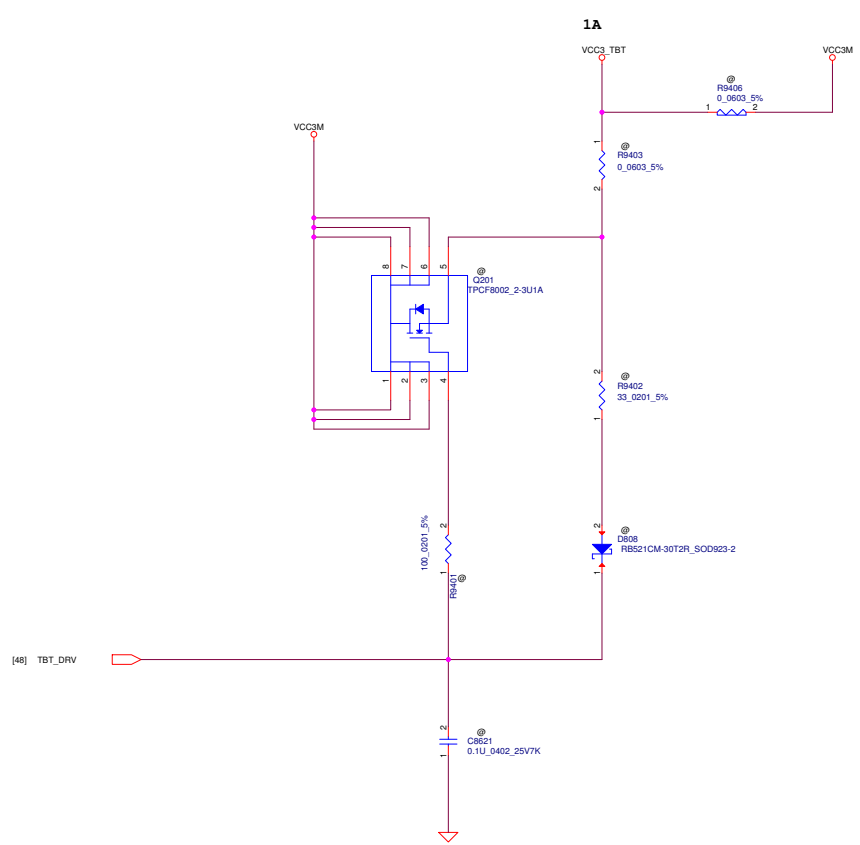 1A
VCC3_TBT
VCC3M
@
R9406
0_0603_5%
1
2
VCC3M
1
@
R9403
0_0603_5%
2
8
7
6
5
@
Q201
TPCF8002_2-3U1A
1
2
3
4
2
@
R9402
33_0201_5%
1
100_0201_5%
2
1
R9401
@
2
@
D808
RB521CM-30T2R_SOD923-2
1
[48] TBT_DRV
2
@
C8621
0.1U_0402_25V7K
1